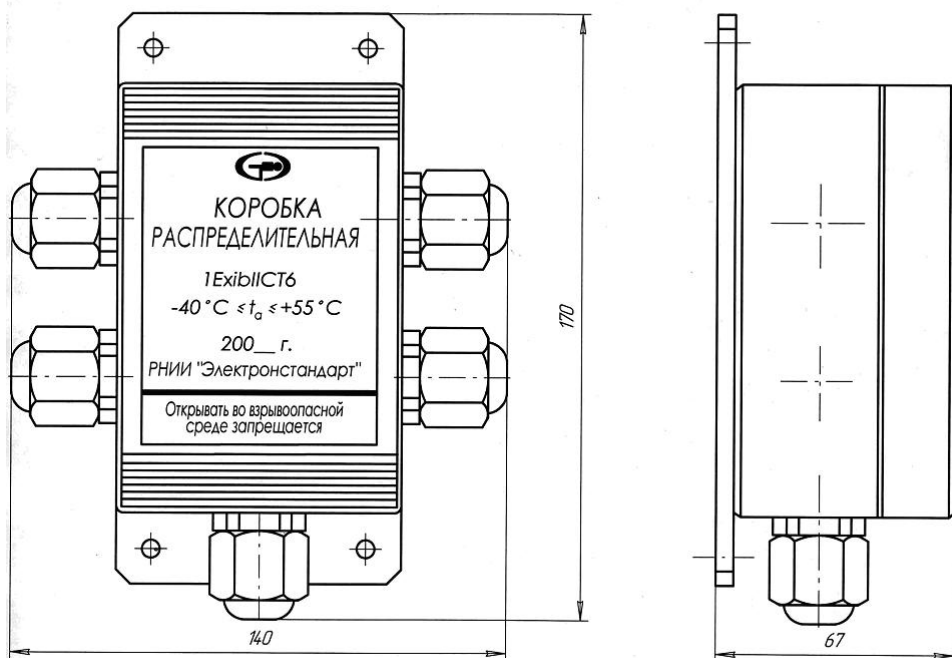 КОРОБКА
РАСПРЕДЕЛИТЕЛЬНАЯ
1ExibIICT6
-40°C ≤ tₐ ≤ +55°C
200__ г.
РНИИ "Электронстандарт"
Открывать во взрывоопасной
среде запрещается
170
140
67